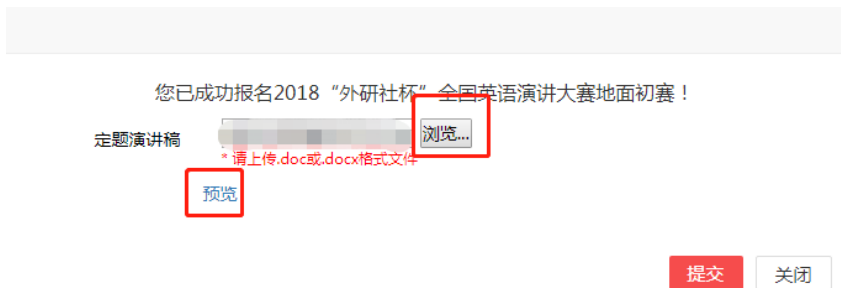 您已成功报名2018“外研社杯”全国英语演讲大赛地面初赛！
定题演讲稿 浏览...
* 请上传.doc或.docx格式文件
预览
提交 关闭